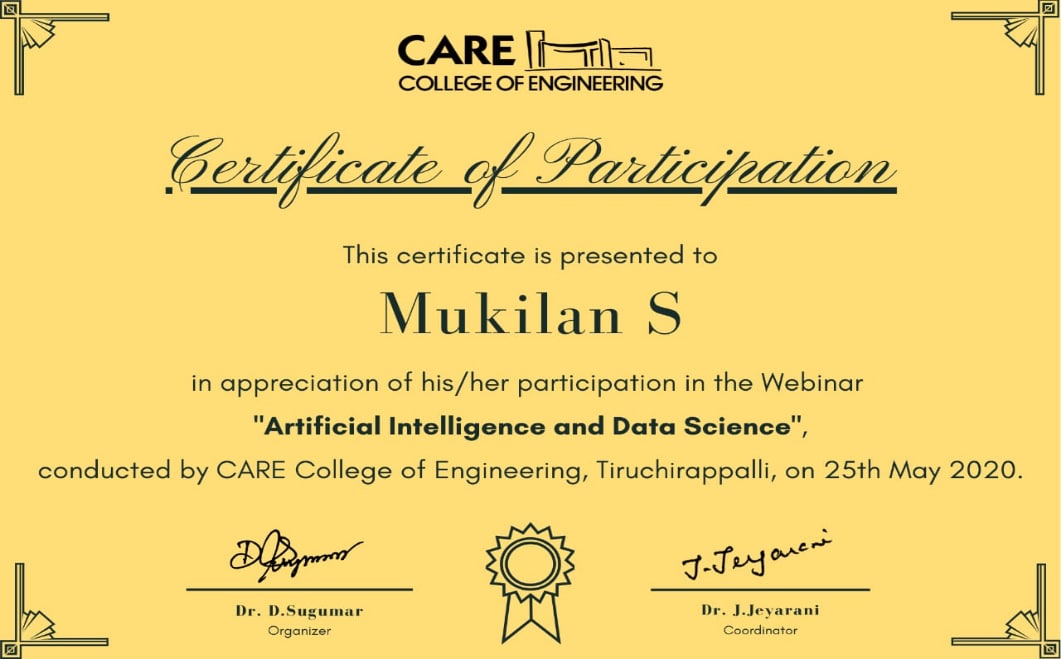 CARE
COLLEGE OF ENGINEERING
Certificate of Participation
This certificate is presented to
Mukilan S
in appreciation of his/her participation in the Webinar
"Artificial Intelligence and Data Science",
conducted by CARE College of Engineering, Tiruchirappalli, on 25th May 2020.
D.Sugumar
J-Jeyarani
Dr. D.Sugumar
Organizer
Dr. J.Jeyarani
Coordinator